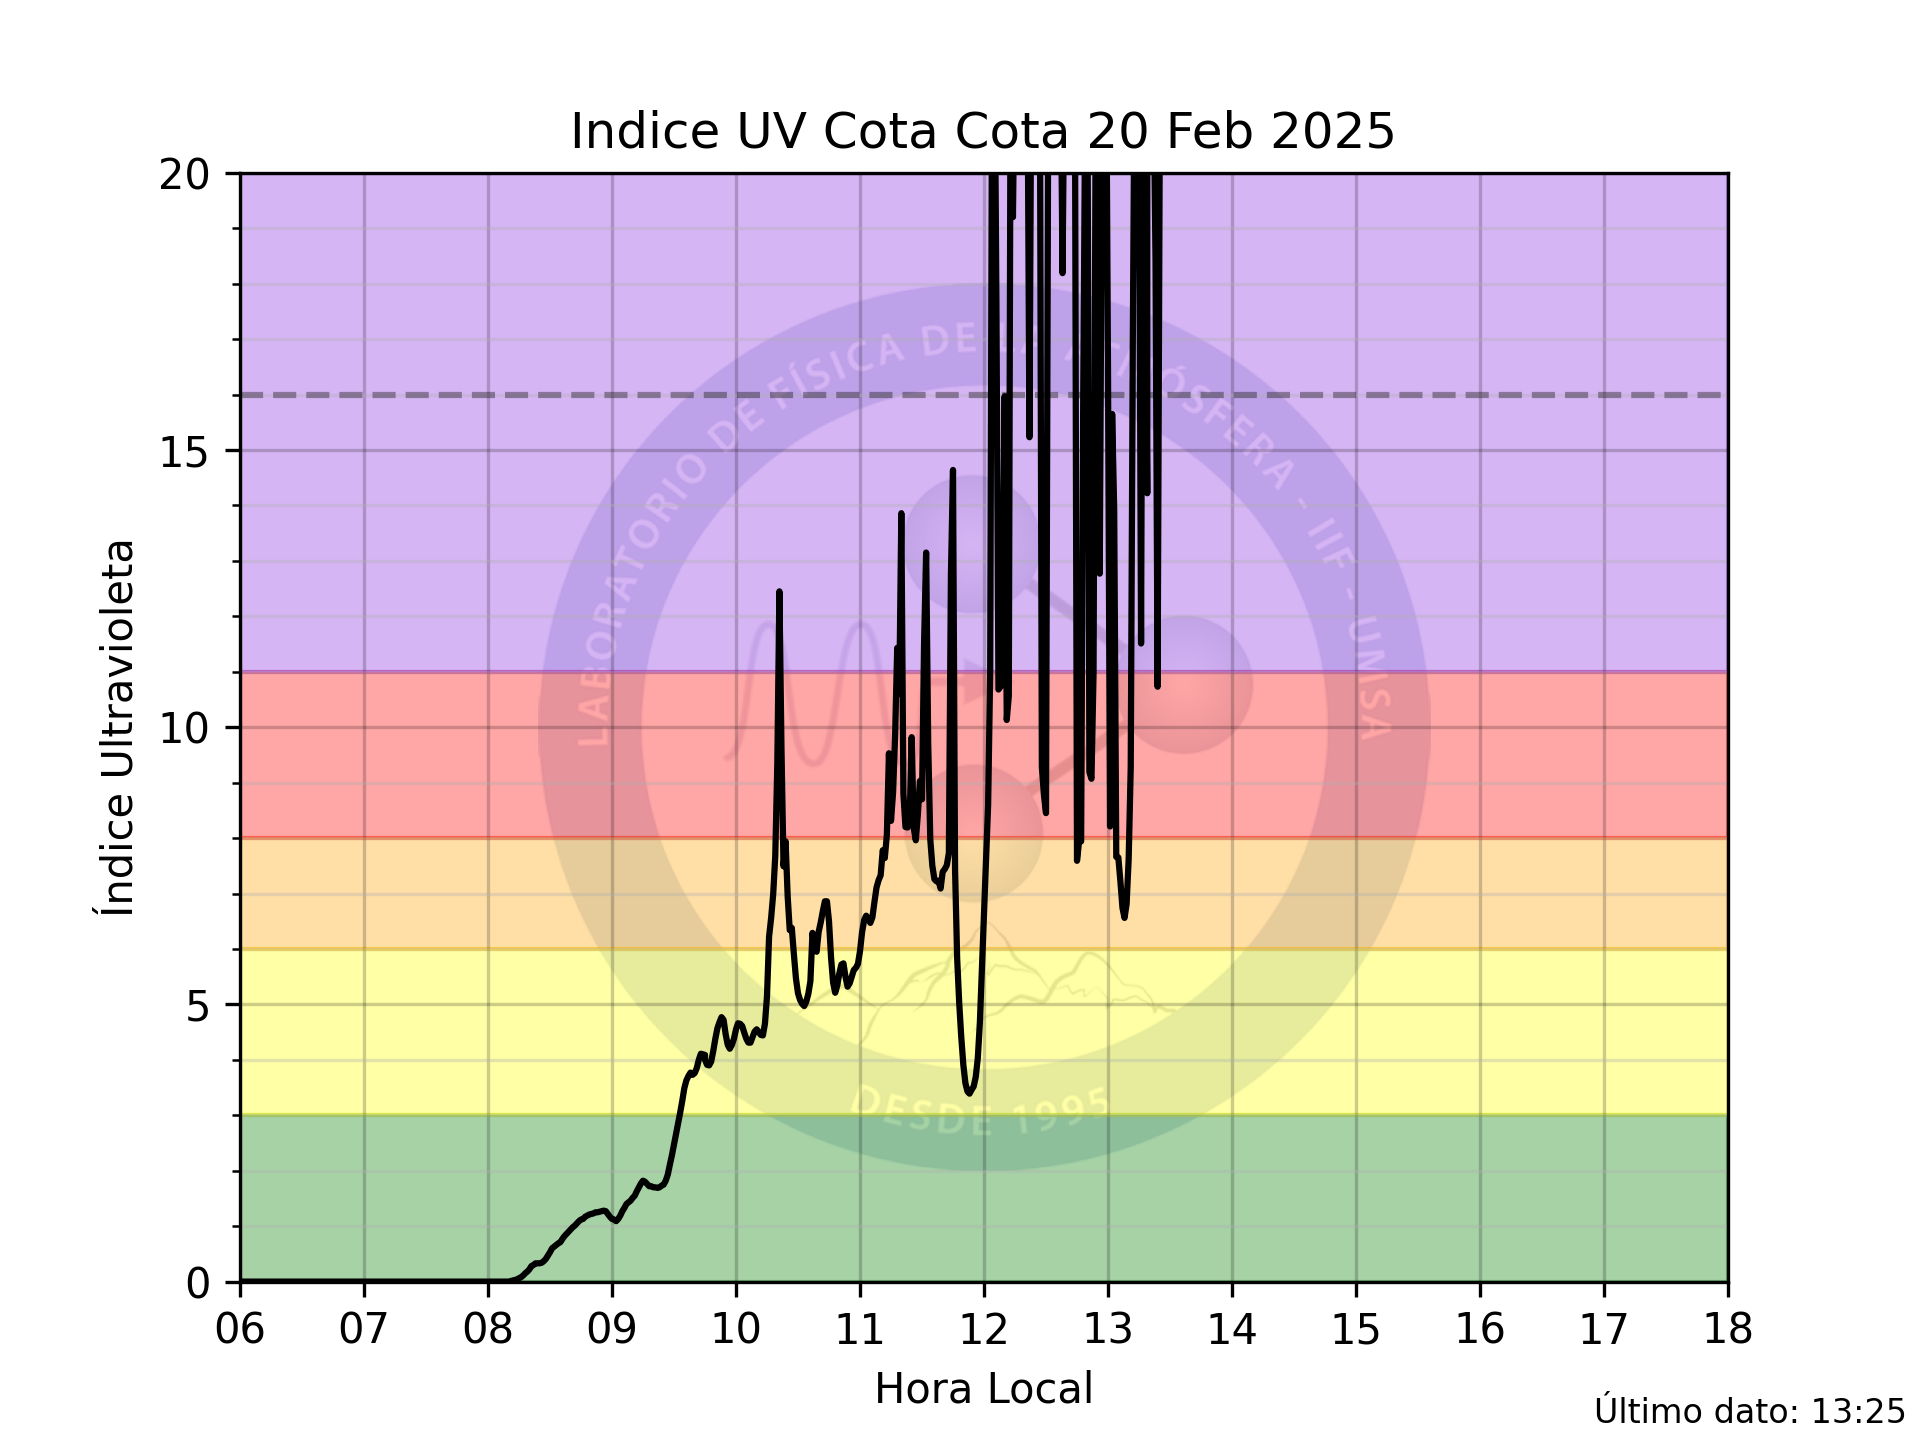 Indice UV Cota Cota 20 Feb 2025
20
15
10
5
0
Índice Ultravioleta
LABORATORIO DE FÍSICA DE LA ATMÓSFERA - IIF - UMSA
DESDE 1995
06 07 08 09 10 11 12 13 14 15 16 17 18
Hora Local
Último dato: 13:25